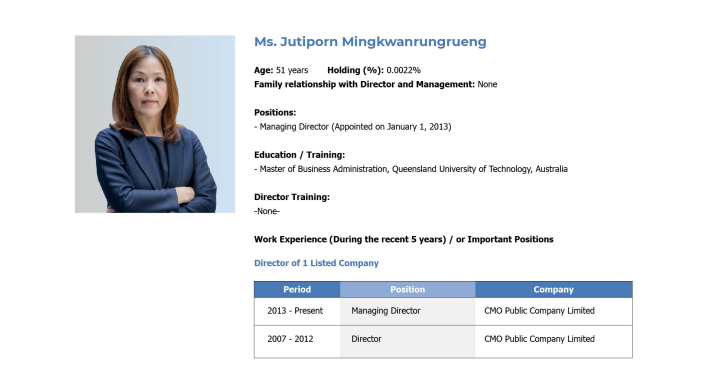 Ms. Jutiporn Mingkwanrungrueng
Age: 51 years Holding (%): 0.0022%
Family relationship with Director and Management: None
Positions:
- Managing Director (Appointed on January 1, 2013)
Education / Training:
- Master of Business Administration, Queensland University of Technology, Australia
Director Training:
-None-
Work Experience (During the recent 5 years) / or Important Positions
Director of 1 Listed Company
Period Position Company
2013 - Present Managing Director CMO Public Company Limited
2007 - 2012 Director CMO Public Company Limited